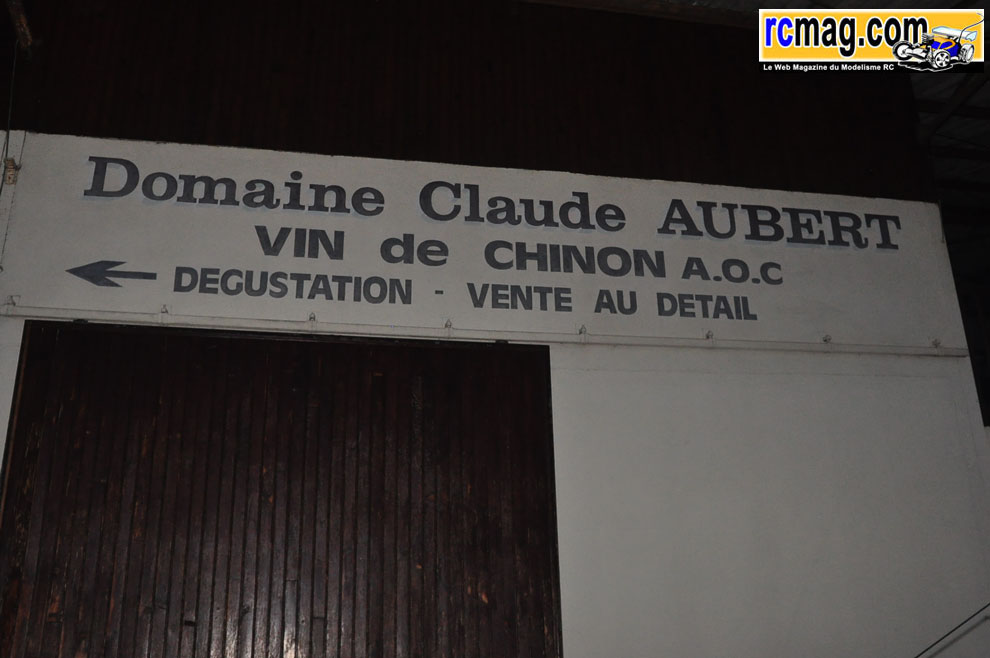 rcmag.com
Le Web Magazine du Modelisme RC
Domaine Claude AUBERT
VIN de CHINON A.O.C
DEGUSTATION - VENTE AU DETAIL